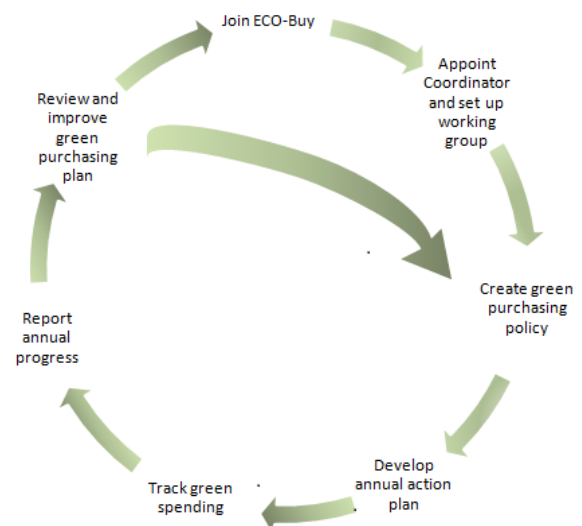 Join ECO-Buy
Appoint
Coordinator
and set up
working
group
Create green
purchasing
policy
Develop
annual action
plan
Track green
spending
Report
annual
progress
Review and
improve
green
purchasing
plan